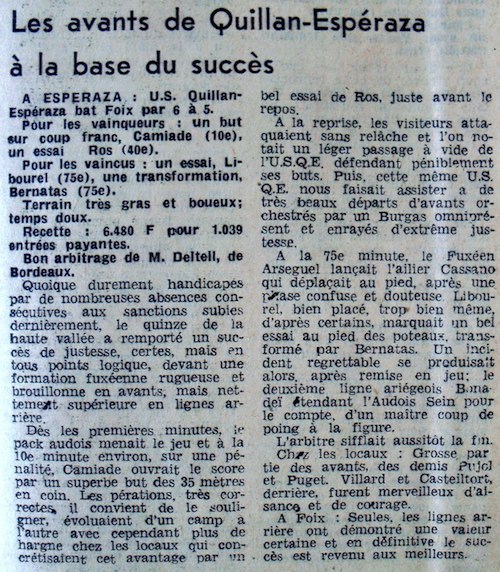 Les avants de Quillan-Espéraza
à la base du succès
A ESPERAZA : U.S. Quillan-
Espéraza bat Foix par 6 à 5.
Pour les vainqueurs : un but
sur coup franc, Camiade (10e),
un essai Ros (40e).
Pour les vaincus : un essai, Li-
bourel (75e), une transformation,
Bernatas (75e).
Terrain très gras et boueux;
temps doux.
Recette : 6.480 F pour 1.039
entrées payantes.
Bon arbitrage de M. Delteil, de
Bordeaux.
Quoique durement handicapes
par de nombreuses absences con-
sécutives aux sanctions subies
dernièrement, le quinze de la
haute vallée a remporté un suc-
cès de justesse, certes, mais en
tous points logique, devant une
formation fuxéenne rugueuse et
brouillonne en avants, mais net-
tement supérieure en lignes ar-
rière.
Dès les premières minutes, le
pack audois menait le jeu et à la
10e minute environ, sur une pé-
nalité, Camiade ouvrait le score
par un superbe but des 35 mètres
en coin. Les pérations, très cor-
rectes, il convient de le souli-
gner, évoluaient d'un camp a
l'autre avec cependant plus de
hargne chez les locaux qui con-
crétisaient cet avantage par un
bel essai de Ros, juste avant le
repos.
A la reprise, les visiteurs atta-
quaient sans relâche et l'on no-
tait un léger passage à vide de
l'U.S.Q.E. défendant péniblement
ses buts. Puis, cette même U.S.
Q.E. nous faisait assister a de
très beaux départs d'avants or-
chestrés par un Burgas omnipré-
sent et enrayés d'extrême jus-
tesse.
A la 75e minute, le Fuxéen
Arseguel lançait l'ailier Cassano
qui déplaçait au pied, après une
phase confuse et douteuse. Libou-
rel, bien placé, trop bien même,
d'après certains, marquait un bel
essai au pied des poteaux, trans-
formé par Bernatas. Un inci-
dent regrettable se produisait
alors, après remise en jeu: le
deuxième ligne ariégeois Bona-
del étendant l'Audois Sein pour
le compte, d'un maître coup de
poing à la figure.
L'arbitre sifflait aussitôt la fin.
Chez les locaux : Grosse par-
tie des avants, des demis Pujol
et Puget. Villard et Casteiltort,
derrière, furent merveilleux d'ai-
sance et de courage.
A Foix : Seules, les lignes ar-
rière ont démontré une valeur
certaine et en définitive le suc-
cès est revenu aux meilleurs.